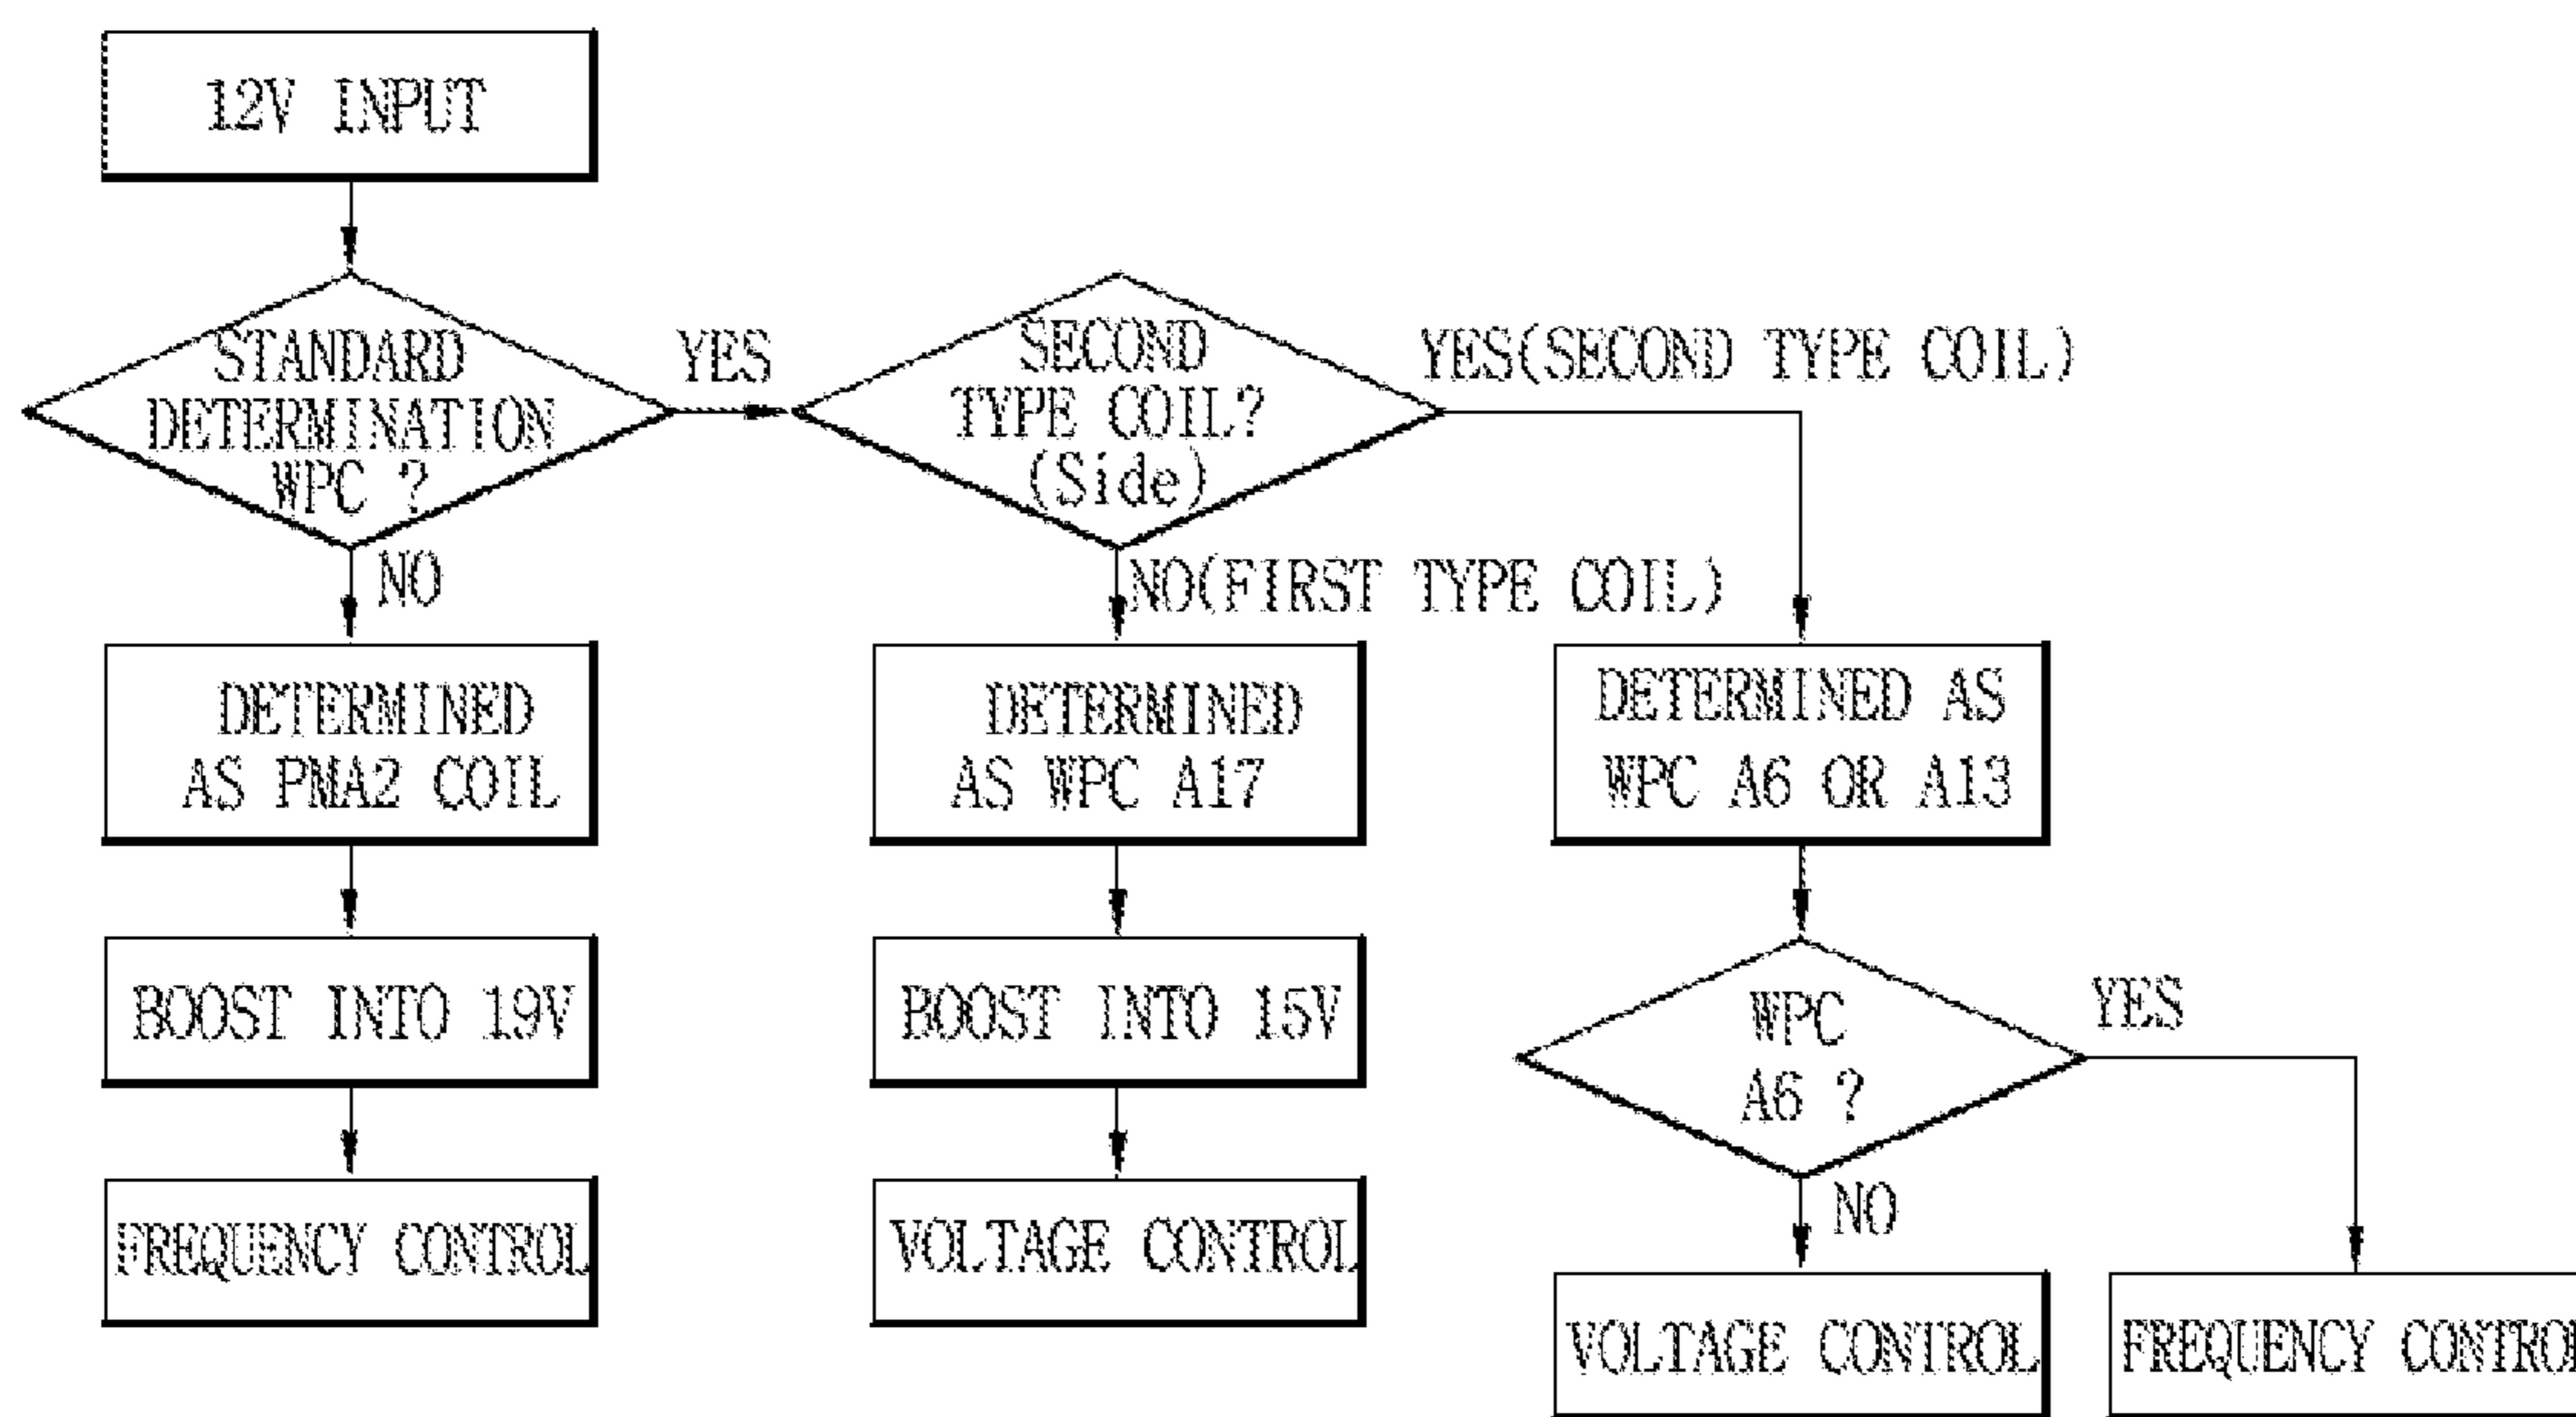 12V INPUT
STANDARD
DETERMINATION
WPC ?
YES
NO
SECOND
TYPE COIL?
(Side)
YES(SECOND TYPE COIL)
NO(FIRST TYPE COIL)
DETERMINED
AS PMA2 COIL
DETERMINED
AS WPC A17
DETERMINED AS
WPC A6 OR A13
BOOST INTO 19V
BOOST INTO 15V
WPC
A6 ?
YES
NO
FREQUENCY CONTROL
VOLTAGE CONTROL
VOLTAGE CONTROL
FREQUENCY CONTROL